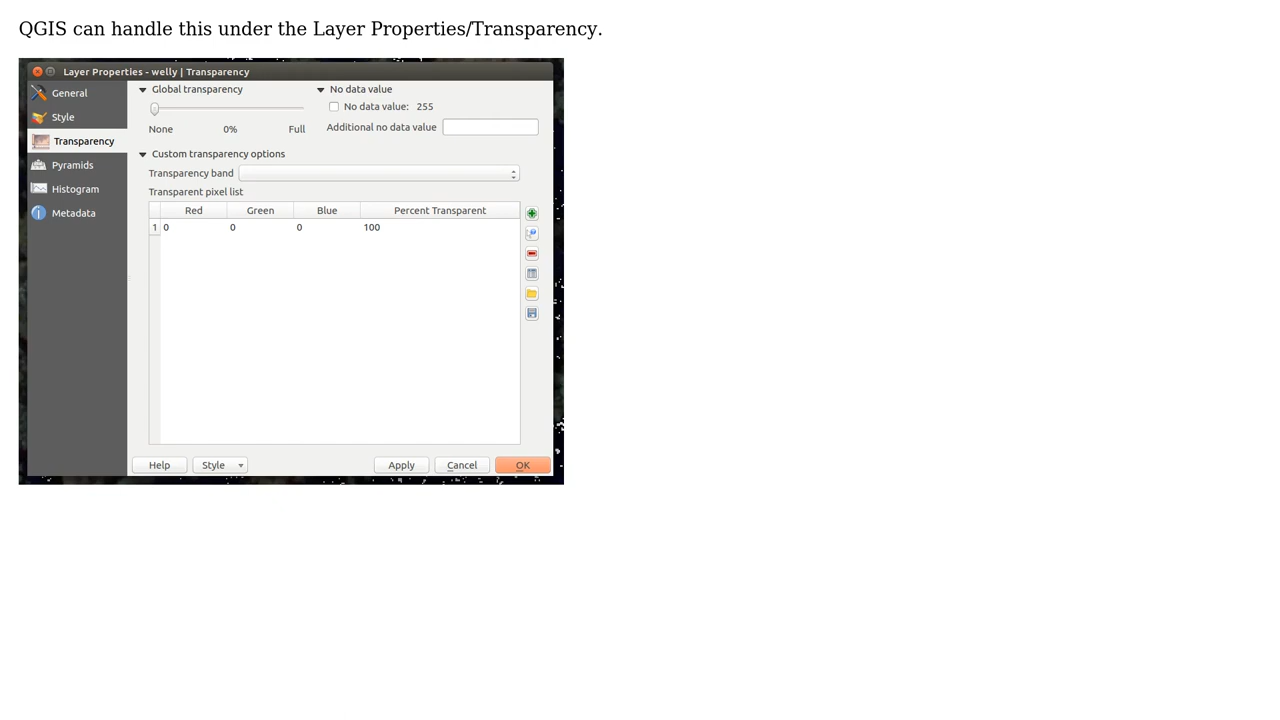 QGIS can handle this under the Layer Properties/Transparency.
Layer Properties - welly | Transparency
General
Style
Transparency
Pyramids
Histogram
Metadata
Global transparency
None 0% Full
No data value
No data value: 255
Additional no data value
Custom transparency options
Transparency band
Transparent pixel list
Red Green Blue Percent Transparent
1 0 0 0 100
Help Style Apply Cancel OK